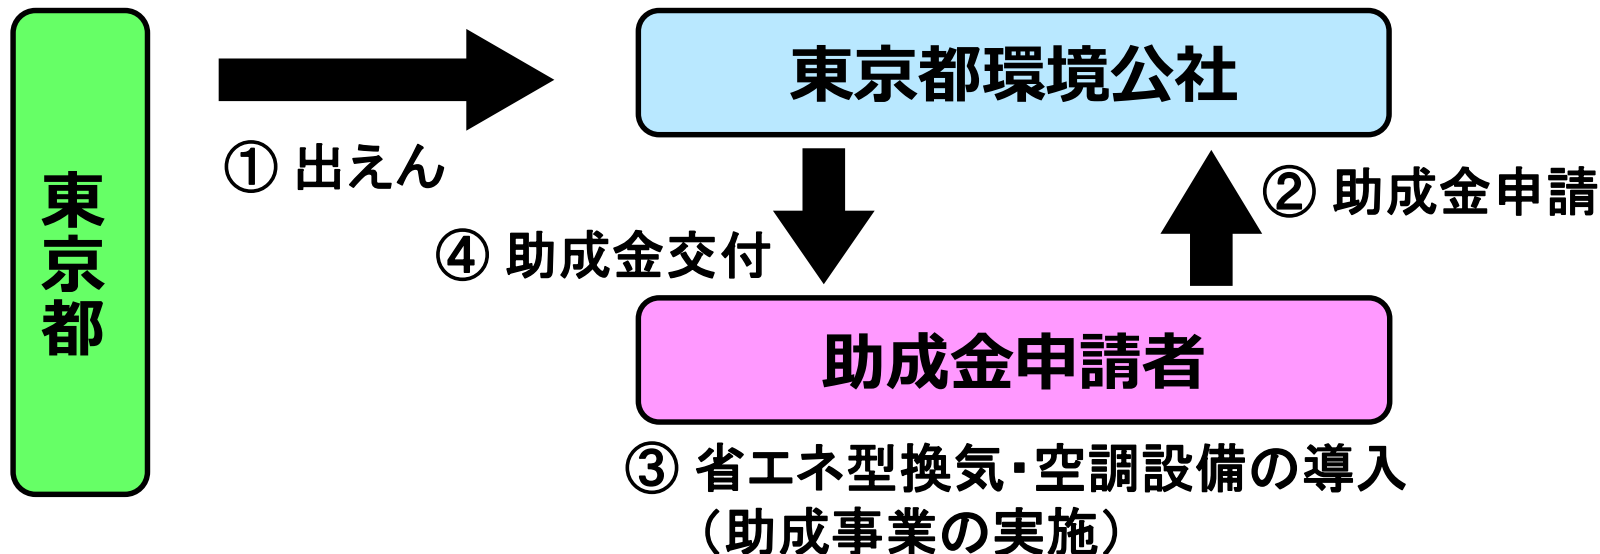 東京都
東京都環境公社
① 出えん
② 助成金申請
④ 助成金交付
助成金申請者
③ 省エネ型換気・空調設備の導入
（助成事業の実施）